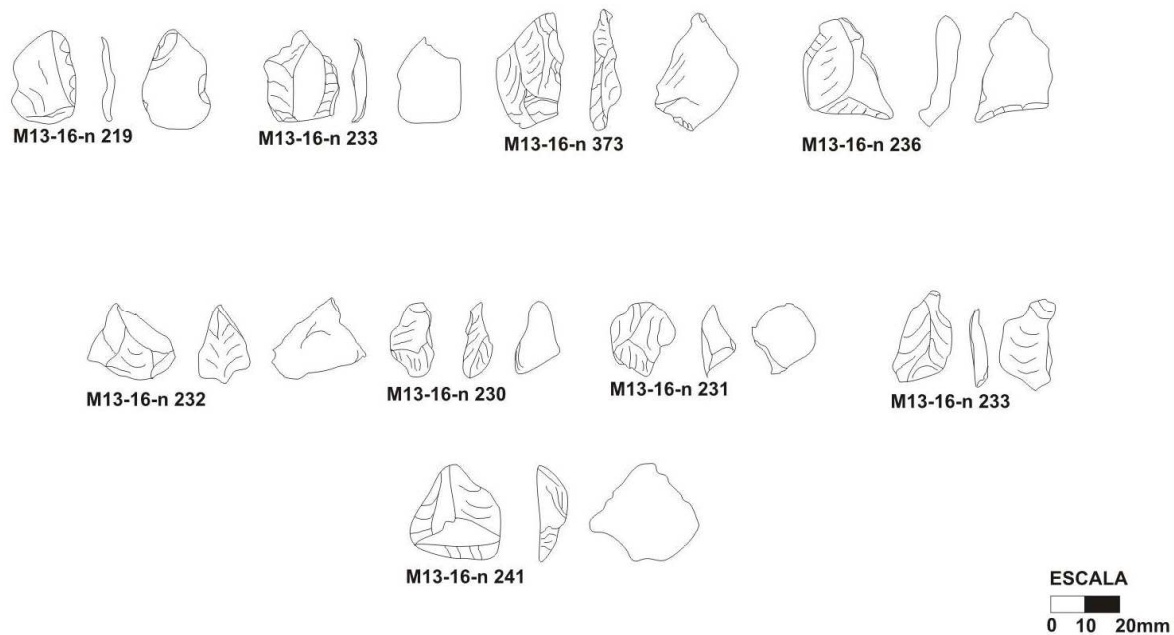 M13-16-n 219
M13-16-n 233
M13-16-n 373
M13-16-n 236
M13-16-n 232
M13-16-n 230
M13-16-n 231
M13-16-n 233
M13-16-n 241
ESCALA
0 10 20mm